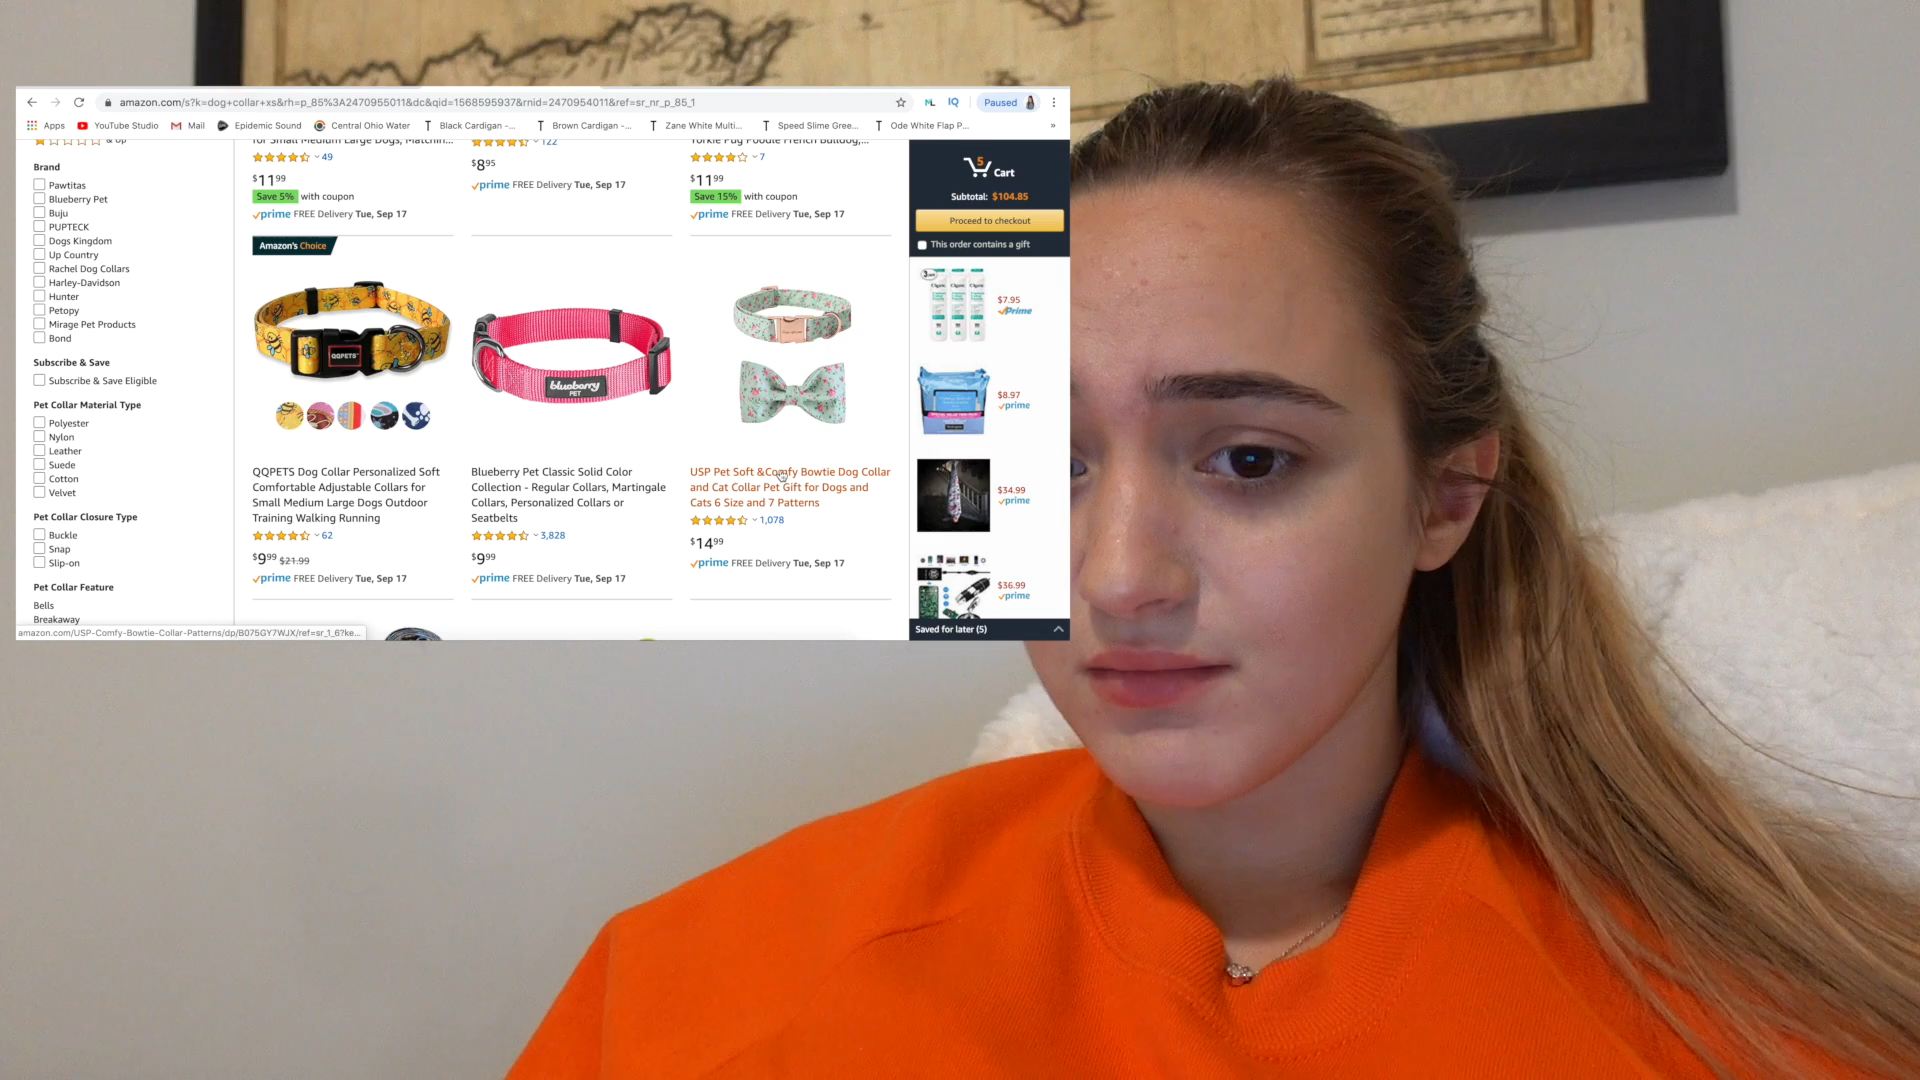 amazon.com/s?k=dog+collar+xs&rh=p_85%3A2470955011&dc&qid=1568595937&rnid=2470954011&ref=sr_nr_p_85_1
IQ
Paused
Apps
YouTube Studio
Mail
Epidemic Sound
Central Ohio Water
Black Cardigan -...
Brown Cardigan -...
Zane White Multi...
Speed Slime Gree...
Ode White Flap P...
»
& Up
Brand
Pawtitas
Blueberry Pet
Buju
PUPTECK
Dogs Kingdom
Up Country
Rachel Dog Collars
Harley-Davidson
Hunter
Petopy
Mirage Pet Products
Bond
Subscribe & Save
Subscribe & Save Eligible
Pet Collar Material Type
Polyester
Nylon
Leather
Suede
Cotton
Velvet
Pet Collar Closure Type
Buckle
Snap
Slip-on
Pet Collar Feature
Bells
Breakaway
amazon.com/USP-Comfy-Bowtie-Collar-Patterns/dp/B075GY7WJX/ref=sr_1_6?ke...
for Small Medium Large Dogs, Matchin...
49
$11.99
Save 5% with coupon
prime FREE Delivery Tue, Sep 17
122
$8.95
prime FREE Delivery Tue, Sep 17
Yorkie Pug Poodle French Bulldog,...
7
$11.99
Save 15% with coupon
prime FREE Delivery Tue, Sep 17
Amazon's Choice
QQPETS
QQPETS Dog Collar Personalized Soft
Comfortable Adjustable Collars for
Small Medium Large Dogs Outdoor
Training Walking Running
62
$9.99 $21.99
prime FREE Delivery Tue, Sep 17
blueberry
PET
Blueberry Pet Classic Solid Color
Collection - Regular Collars, Martingale
Collars, Personalized Collars or
Seatbelts
3,828
$9.99
prime FREE Delivery Tue, Sep 17
USP Pet Soft &Comfy Bowtie Dog Collar
and Cat Collar Pet Gift for Dogs and
Cats 6 Size and 7 Patterns
1,078
$14.99
prime FREE Delivery Tue, Sep 17
5
Cart
Subtotal: $104.85
Proceed to checkout
This order contains a gift
$7.95
prime
$8.97
prime
$34.99
prime
$36.99
prime
Saved for later (5)